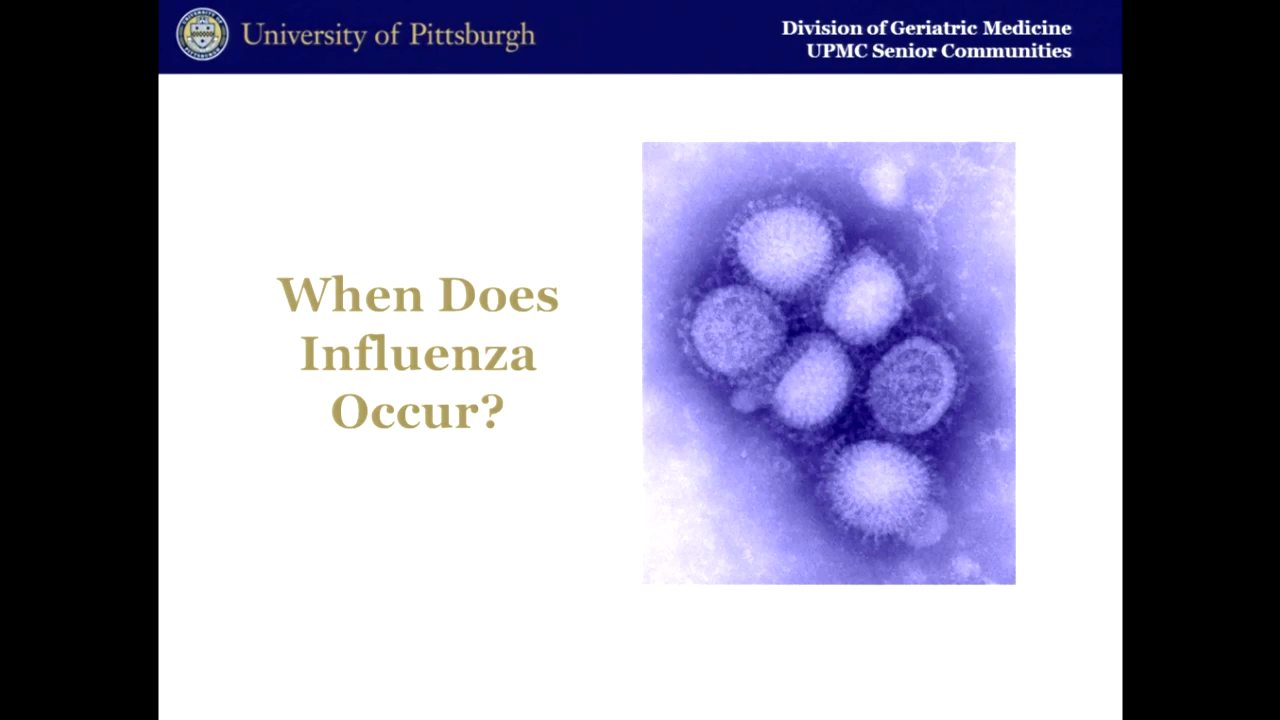 University of Pittsburgh
Division of Geriatric Medicine
UPMC Senior Communities
When Does
Influenza
Occur?